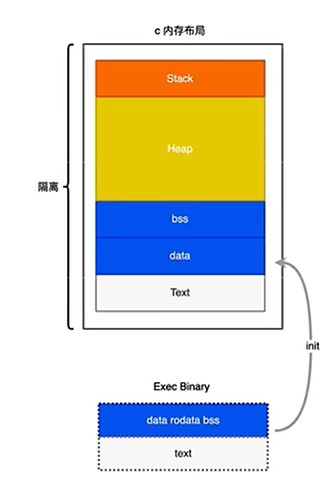 c 内存布局
Stack
Heap
隔离
bss
data
Text
init
Exec Binary
data rodata bss
text